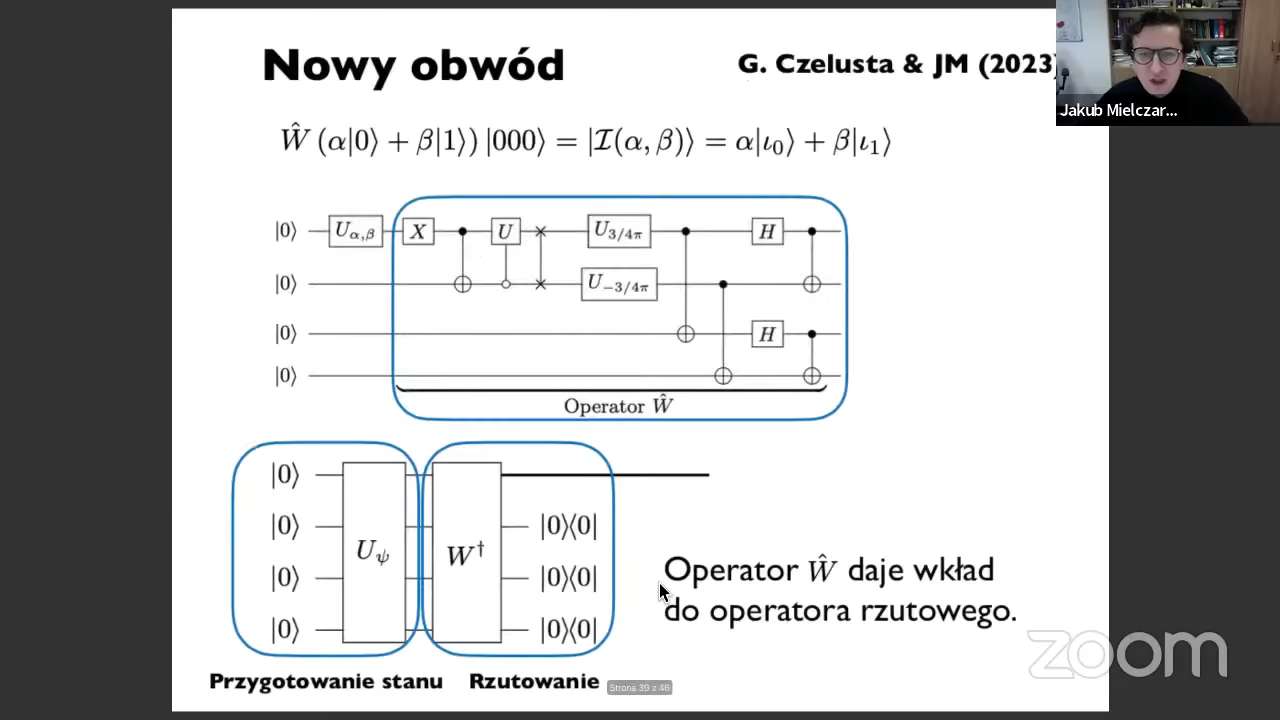 Nowy obwód
G. Czelusta & JM (2023)
Jakub Mielczar...
Ŵ (α|0⟩ + β|1⟩) |000⟩ = |ℐ(α, β)⟩ = α|ι₀⟩ + β|ι₁⟩
|0⟩ U_{α,β} X U U_{3/4π} H
|0⟩ U_{−3/4π}
|0⟩ H
|0⟩
Operator Ŵ
|0⟩
|0⟩ |0⟩⟨0|
U_ψ W†
|0⟩ |0⟩⟨0|
|0⟩ |0⟩⟨0|
Operator Ŵ daje wkład
do operatora rzutowego.
zoom
Przygotowanie stanu Rzutowanie
Strona 39 z 46